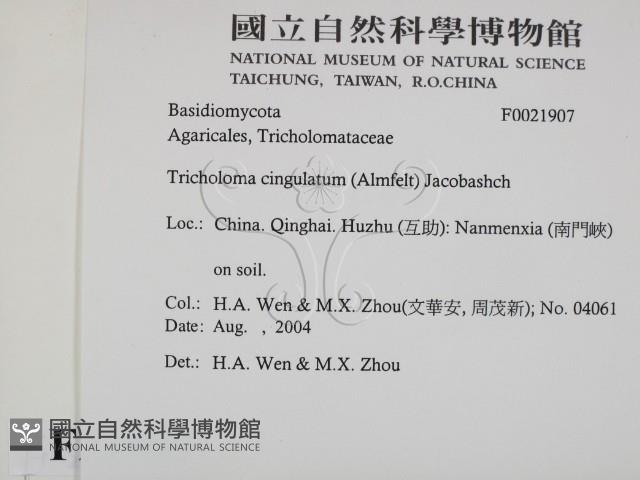 國立自然科學博物館
NATIONAL MUSEUM OF NATURAL SCIENCE
TAICHUNG, TAIWAN, R.O.CHINA
Basidiomycota F0021907
Agaricales, Tricholomataceae
Tricholoma cingulatum (Almfelt) Jacobashch
Loc.: China. Qinghai. Huzhu (互助): Nanmenxia (南門峽)
on soil.
Col.: H.A. Wen & M.X. Zhou(文華安, 周茂新); No. 04061
Date: Aug. , 2004
Det.: H.A. Wen & M.X. Zhou
F
國立自然科學博物館
NATIONAL MUSEUM OF NATURAL SCIENCE